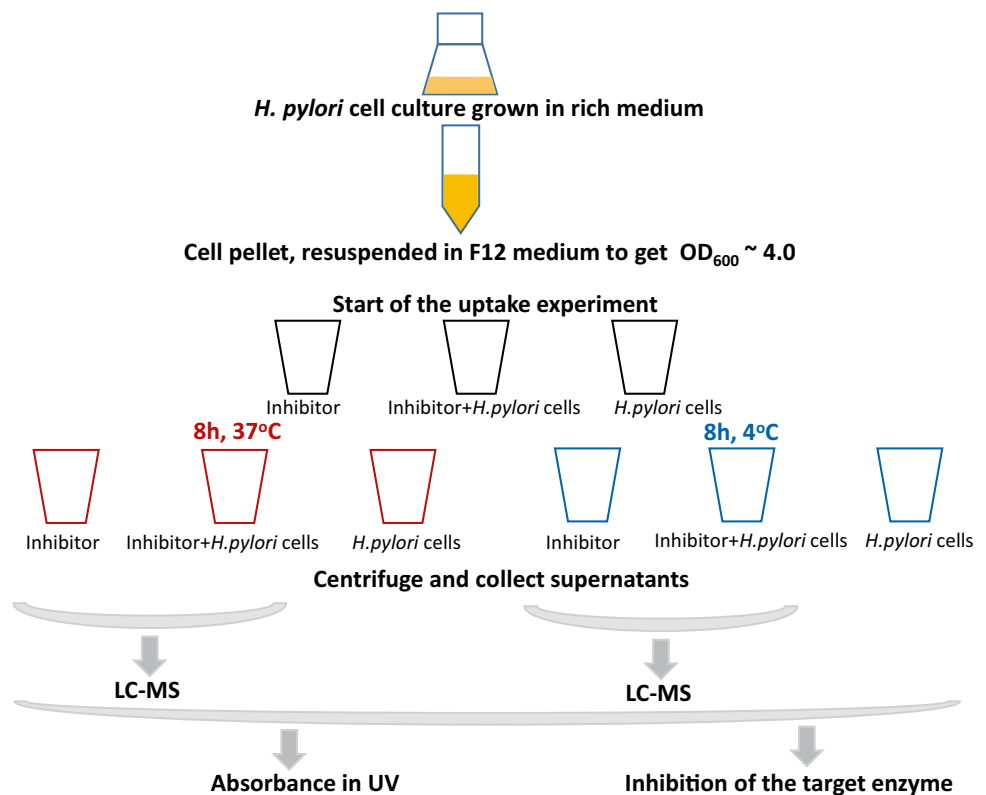 H. pylori cell culture grown in rich medium
Cell pellet, resuspended in F12 medium to get OD600 ~ 4.0
Start of the uptake experiment
Inhibitor
Inhibitor+H.pylori cells
H.pylori cells
8h, 37oC
8h, 4oC
Inhibitor
Inhibitor+H.pylori cells
H.pylori cells
Inhibitor
Inhibitor+H.pylori cells
H.pylori cells
Centrifuge and collect supernatants
LC-MS
LC-MS
Absorbance in UV
Inhibition of the target enzyme